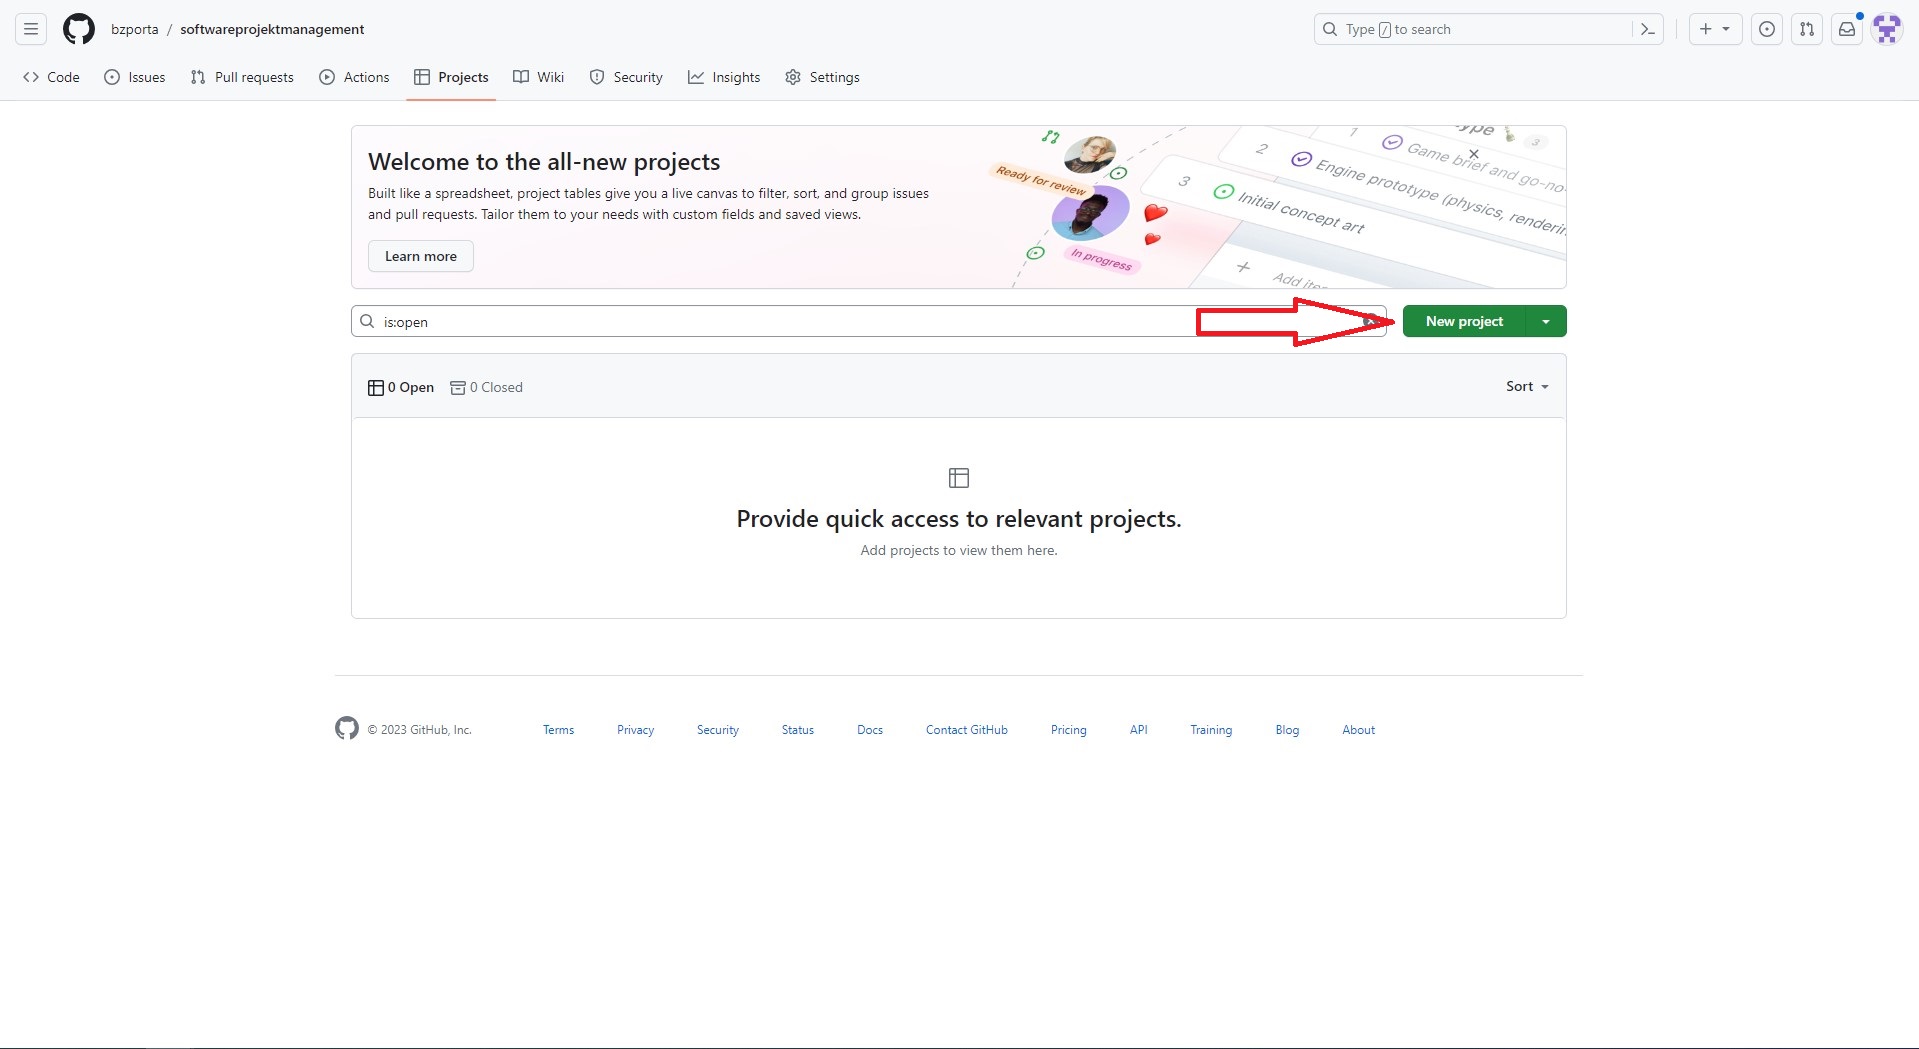 bzporta / softwareprojektmanagement
Type / to search
Code Issues Pull requests Actions Projects Wiki Security Insights Settings
Welcome to the all-new projects
Built like a spreadsheet, project tables give you a live canvas to filter, sort, and group issues
and pull requests. Tailor them to your needs with custom fields and saved views.
Learn more
Ready for review
In progress
3
1 Game brief and go-no-
2 Engine prototype (physics, renderin
3 Initial concept art
+
is:open
New project
0 Open 0 Closed
Sort
Provide quick access to relevant projects.
Add projects to view them here.
© 2023 GitHub, Inc. Terms Privacy Security Status Docs Contact GitHub Pricing API Training Blog About